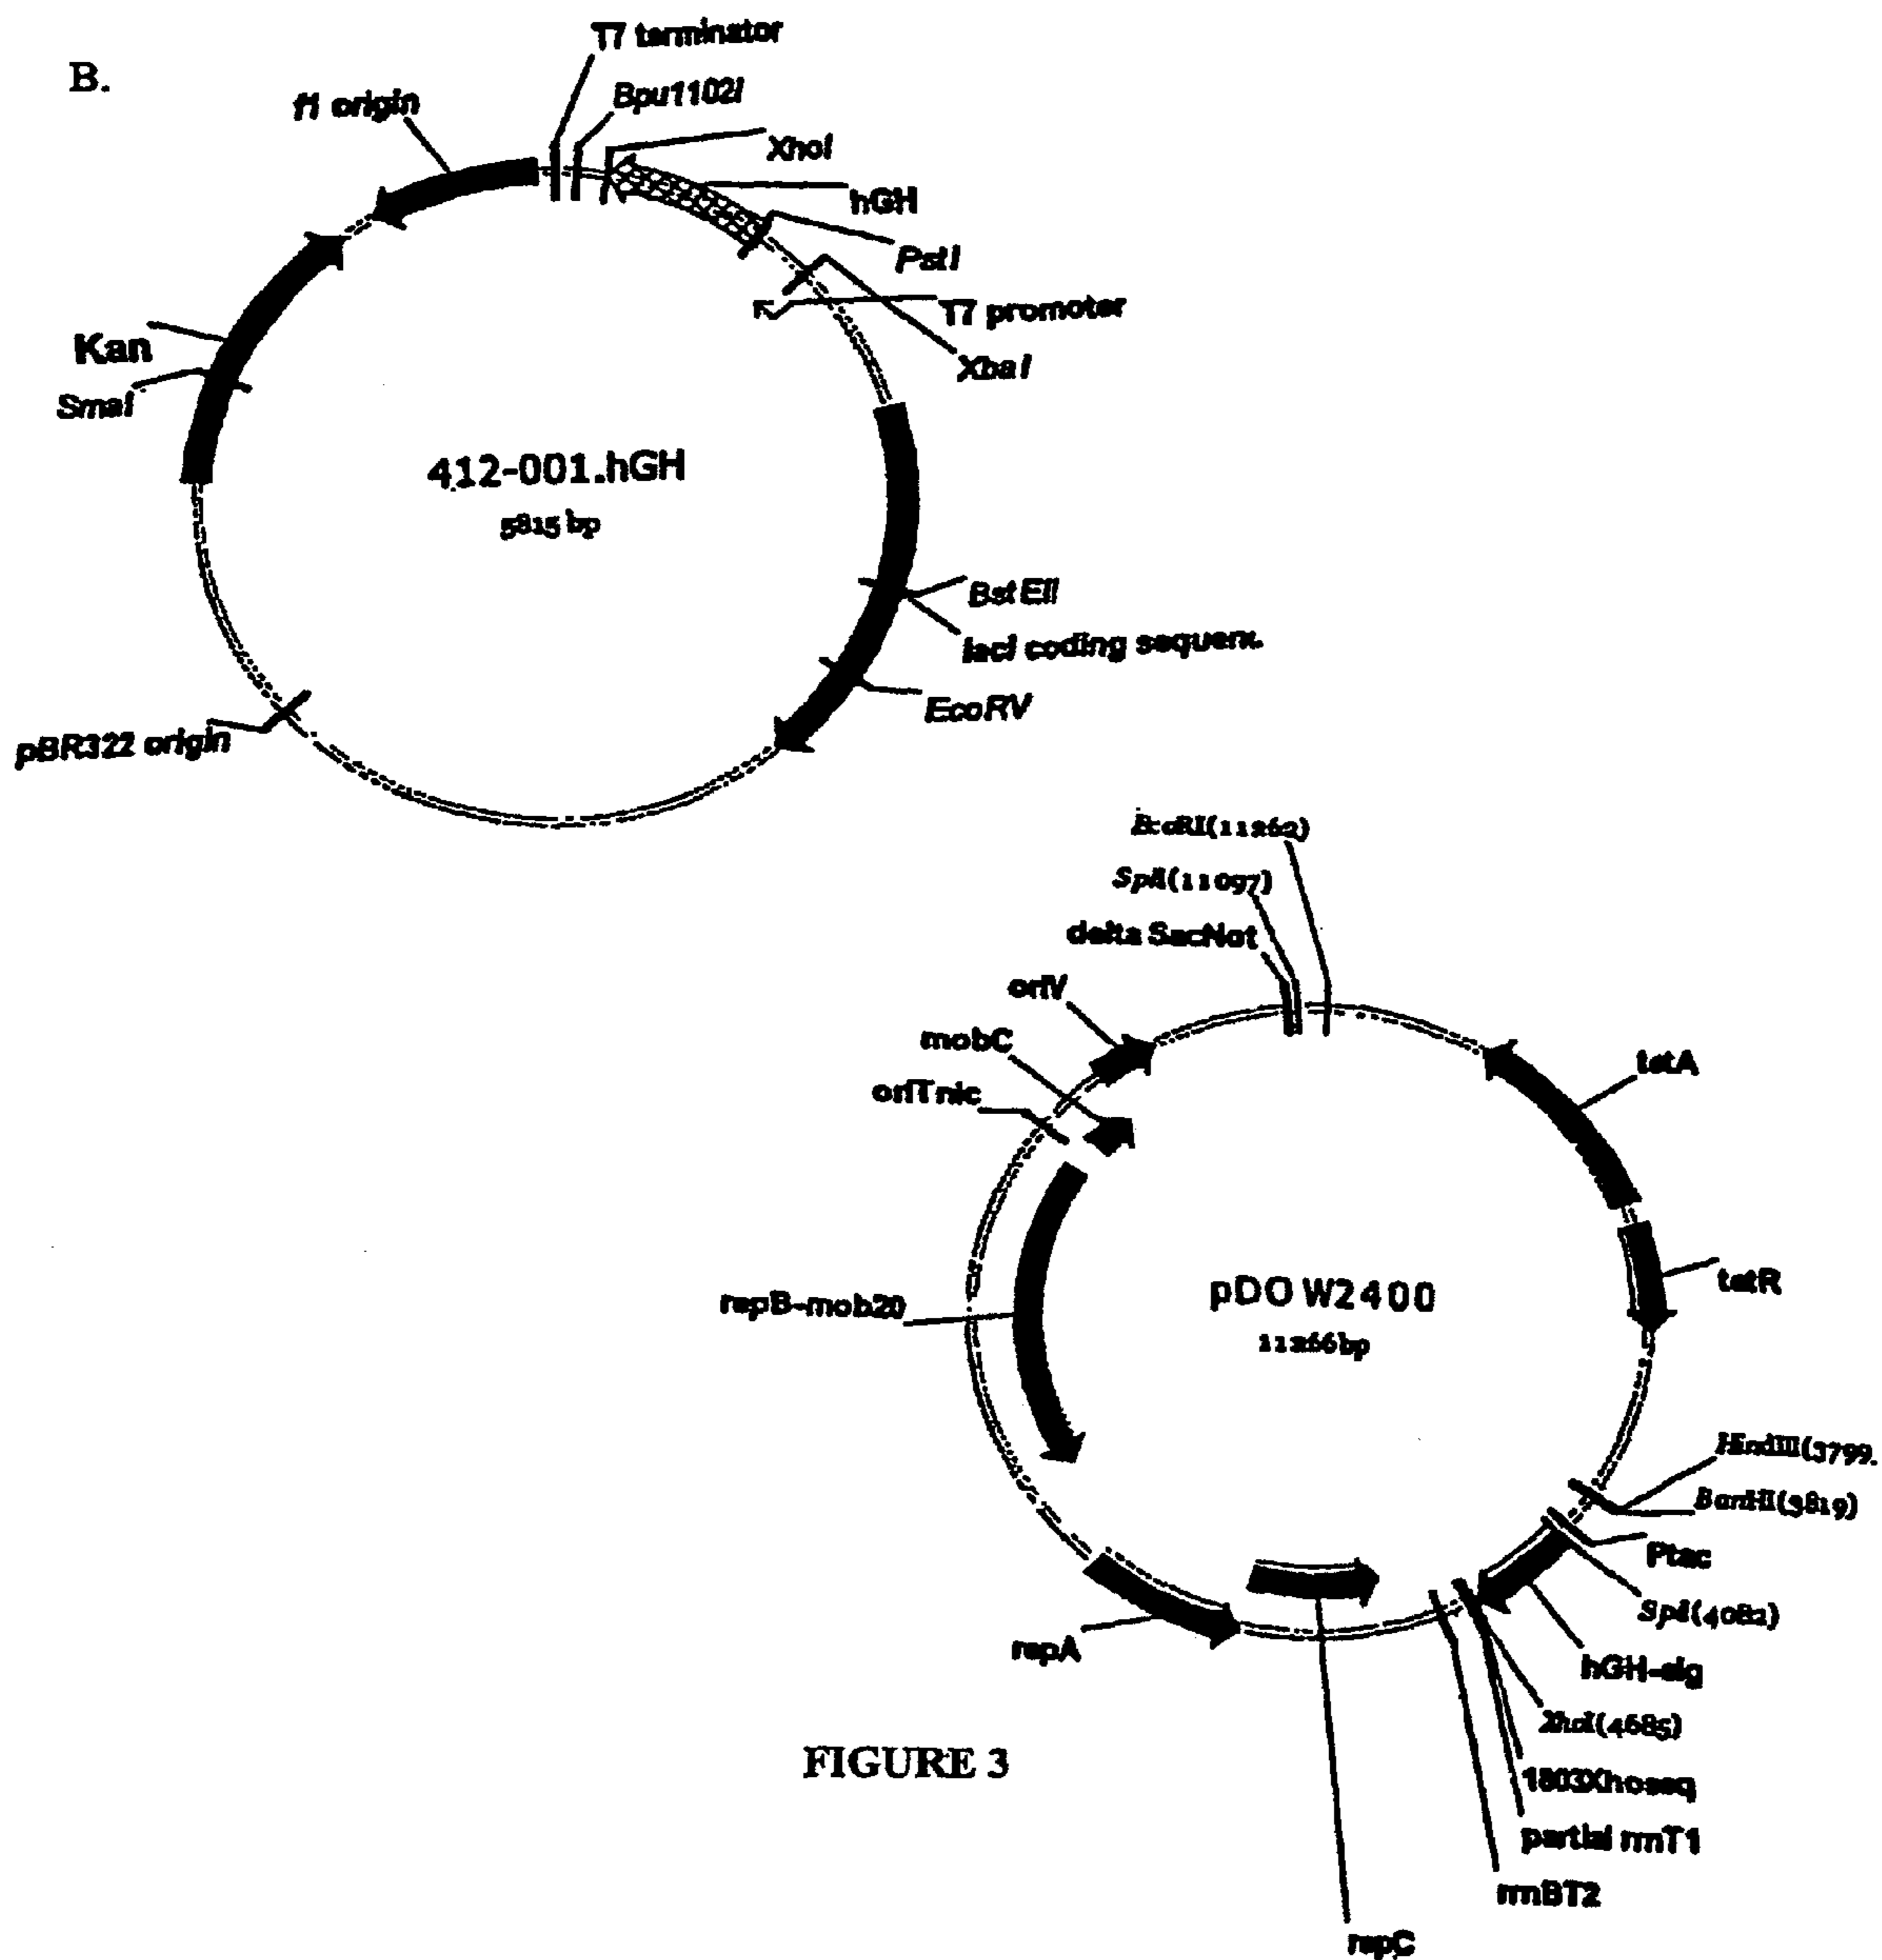 B.
T7 terminator
Bpu1102I
f1 origin
XhoI
hGH
PstI
T7 promoter
XbaI
Kan
SmaI
412-001.hGH
5815 bp
BstEII
lacI coding sequenc.
EcoRV
pBR322 origin
EcoRI(11262)
SpeI(11097)
delta SacNot
oriV
mobC
oriTnic
tetA
repB-mob20
pDOW2400
11266 bp
tetR
HindIII(3799.
BamHI(3819)
Ptac
SpeI(4082)
repA
hGH-sig
XhoI(4685)
FIGURE 3
1803Xhoseq
partial rrnT1
rrnBT2
repC